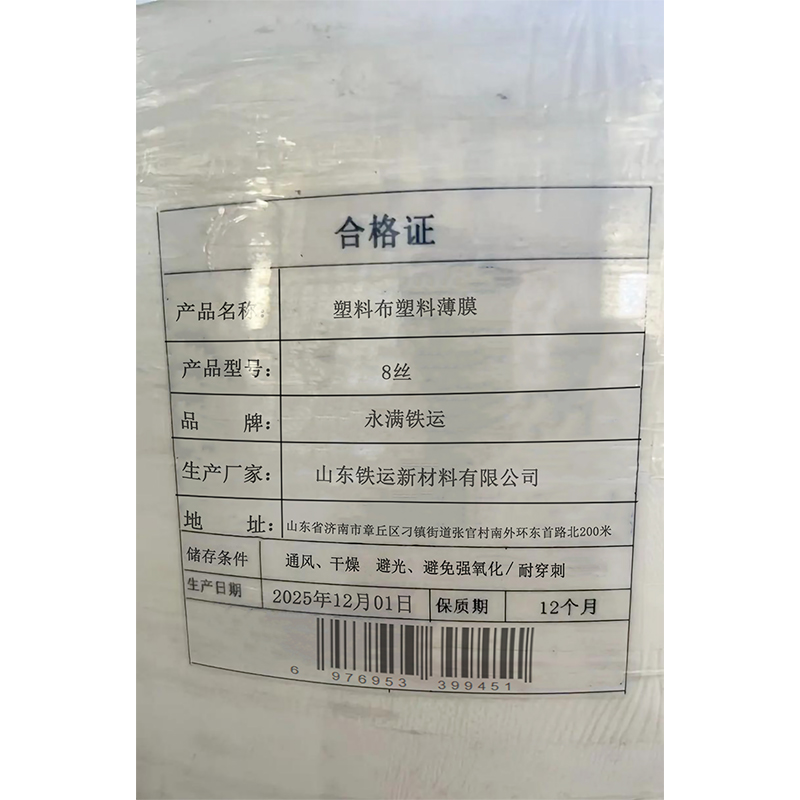 合格证
产品名称: 塑料布塑料薄膜
产品型号: 8丝
品 牌: 永满铁运
生产厂家: 山东铁运新材料有限公司
地 址: 山东省济南市章丘区刁镇街道张官村南外环东首路北200米
储存条件 通风、干燥 避光、避免强氧化/耐穿刺
生产日期 2025年12月01日 保质期 12个月
6 976953 399451